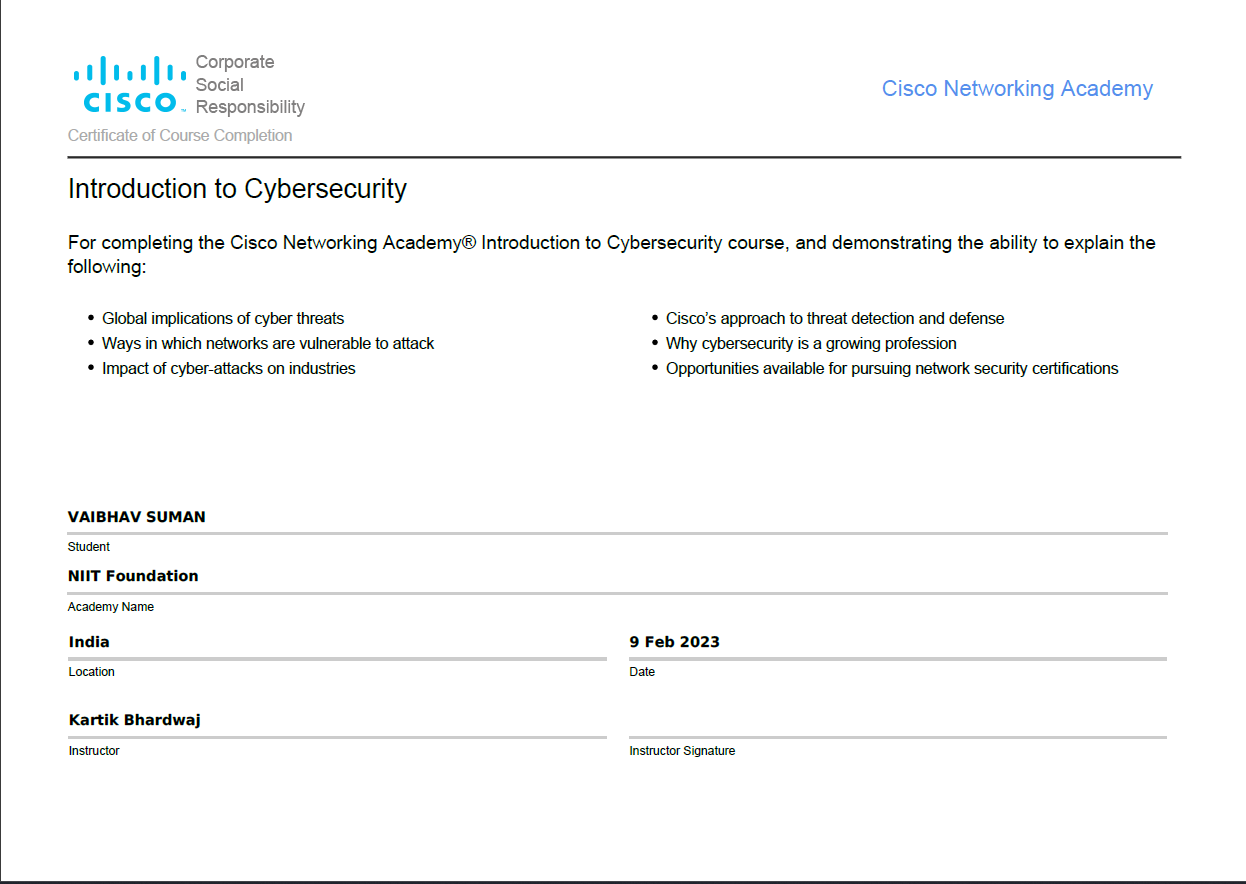 Corporate
Social
CISCO™ Responsibility
Cisco Networking Academy
Certificate of Course Completion
Introduction to Cybersecurity
For completing the Cisco Networking Academy® Introduction to Cybersecurity course, and demonstrating the ability to explain the
following:
• Global implications of cyber threats
• Ways in which networks are vulnerable to attack
• Impact of cyber-attacks on industries
• Cisco’s approach to threat detection and defense
• Why cybersecurity is a growing profession
• Opportunities available for pursuing network security certifications
VAIBHAV SUMAN
Student
NIIT Foundation
Academy Name
India
Location
9 Feb 2023
Date
Kartik Bhardwaj
Instructor
Instructor Signature